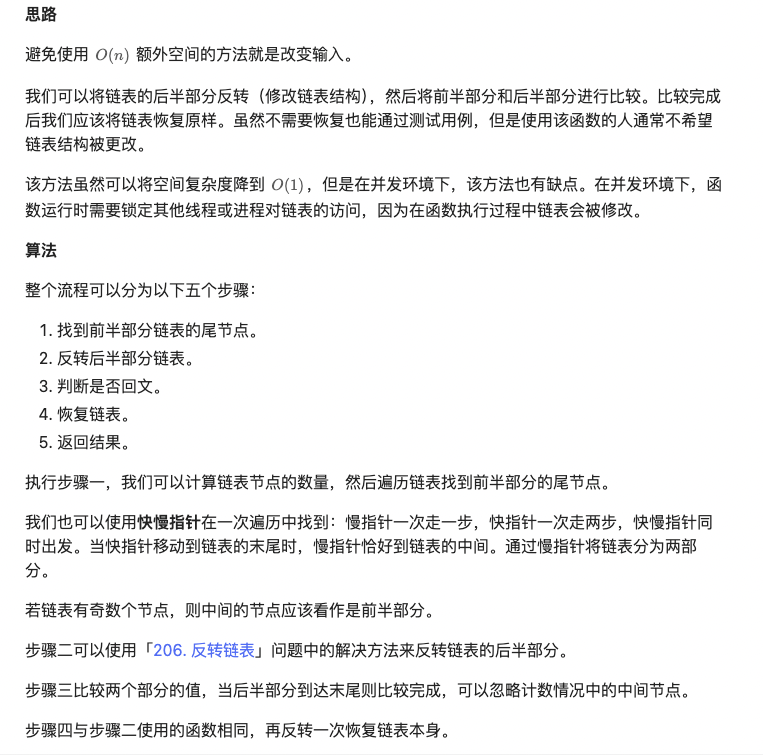 思路
避免使用 O(n) 额外空间的方法就是改变输入。
我们可以将链表的后半部分反转（修改链表结构），然后将前半部分和后半部分进行比较。比较完成
后我们应该将链表恢复原样。虽然不需要恢复也能通过测试用例，但是使用该函数的人通常不希望
链表结构被更改。
该方法虽然可以将空间复杂度降到 O(1)，但是在并发环境下，该方法也有缺点。在并发环境下，函
数运行时需要锁定其他线程或进程对链表的访问，因为在函数执行过程中链表会被修改。
算法
整个流程可以分为以下五个步骤：
1. 找到前半部分链表的尾节点。
2. 反转后半部分链表。
3. 判断是否回文。
4. 恢复链表。
5. 返回结果。
执行步骤一，我们可以计算链表节点的数量，然后遍历链表找到前半部分的尾节点。
我们也可以使用快慢指针在一次遍历中找到：慢指针一次走一步，快指针一次走两步，快慢指针同
时出发。当快指针移动到链表的末尾时，慢指针恰好到链表的中间。通过慢指针将链表分为两部
分。
若链表有奇数个节点，则中间的节点应该看作是前半部分。
步骤二可以使用「206. 反转链表」问题中的解决方法来反转链表的后半部分。
步骤三比较两个部分的值，当后半部分到达末尾则比较完成，可以忽略计数情况中的中间节点。
步骤四与步骤二使用的函数相同，再反转一次恢复链表本身。